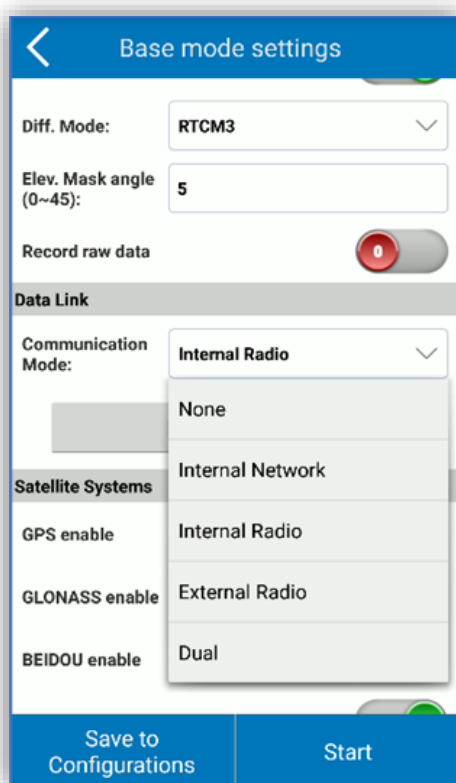 Base mode settings
Diff. Mode:
RTCM3
Elev. Mask angle
(0~45):
5
Record raw data
0
Data Link
Communication
Mode:
Internal Radio
None
Internal Network
Satellite Systems
GPS enable
Internal Radio
GLONASS enable
External Radio
BEIDOU enable
Dual
Save to
Configurations
Start